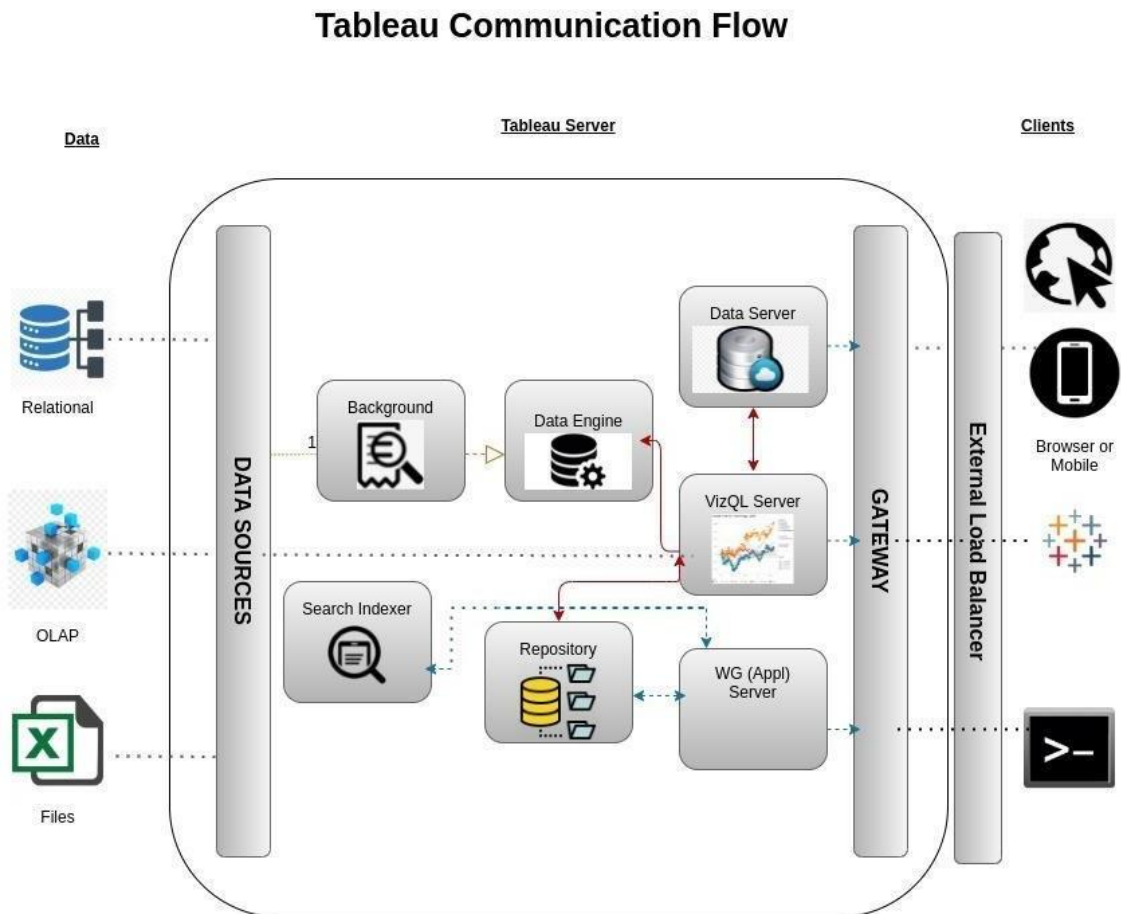 Tableau Communication Flow
Data
Tableau Server
Clients
Relational
OLAP
Files
DATA SOURCES
1
Background
Data Engine
Data Server
VizQL Server
Search Indexer
Repository
WG (Appl)
Server
GATEWAY
External Load Balancer
Browser or
Mobile
X
>-